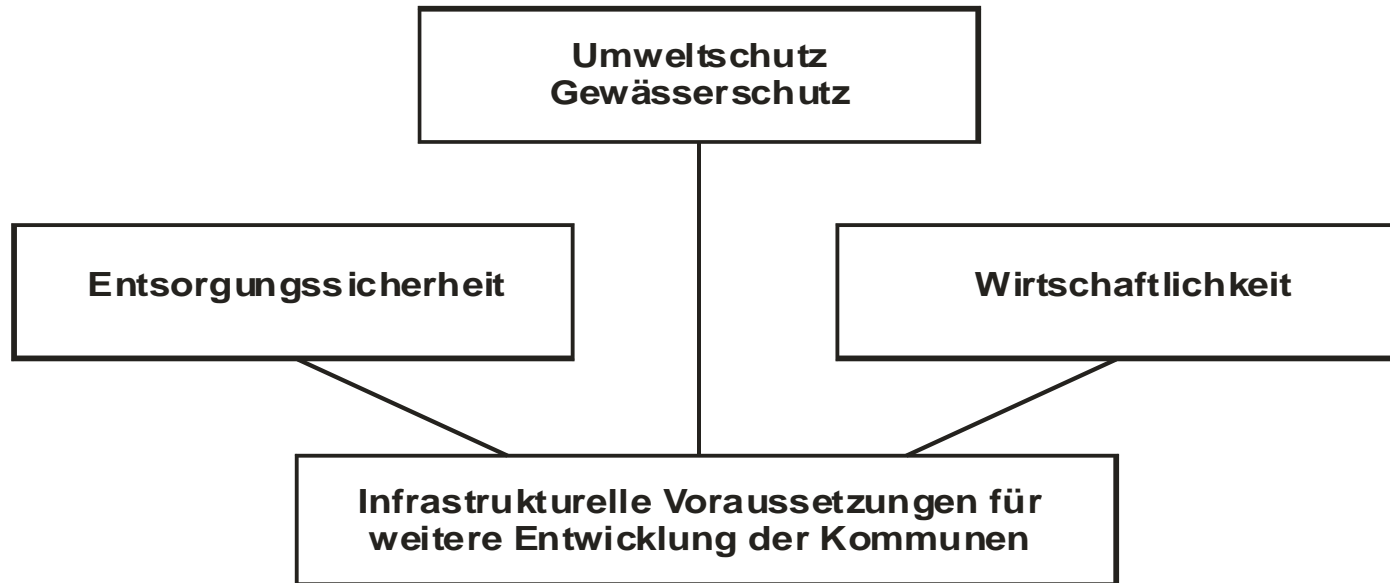 Umweltschutz
Gewässerschutz
Entsorgungssicherheit
Wirtschaftlichkeit
Infrastrukturelle Voraussetzungen für
weitere Entwicklung der Kommunen